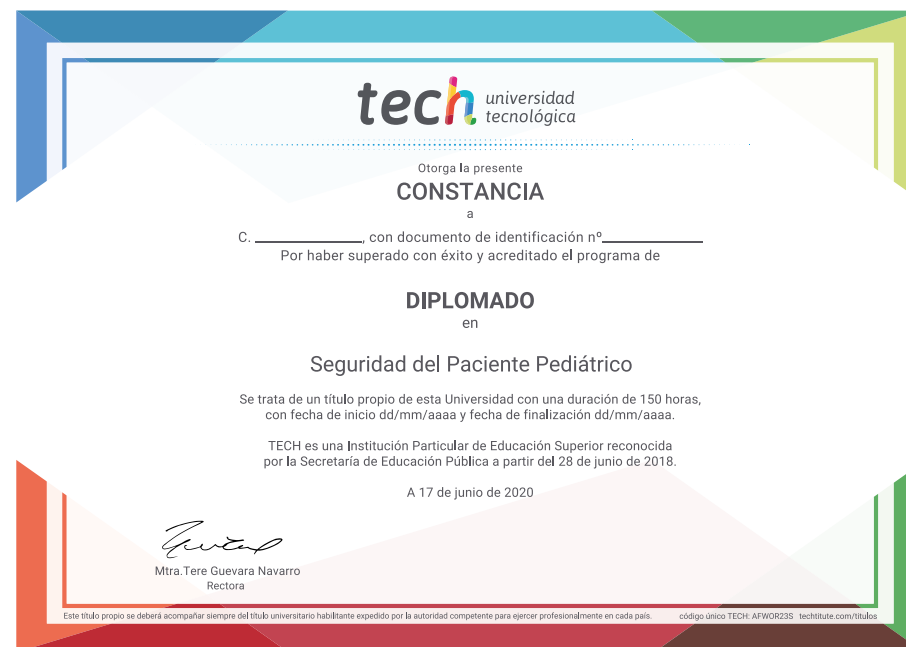 tech universidad
tecnológica
Otorga la presente
CONSTANCIA
a
C. ____________, con documento de identificación nº____________
Por haber superado con éxito y acreditado el programa de
DIPLOMADO
en
Seguridad del Paciente Pediátrico
Se trata de un título propio de esta Universidad con una duración de 150 horas,
con fecha de inicio dd/mm/aaaa y fecha de finalización dd/mm/aaaa.
TECH es una Institución Particular de Educación Superior reconocida
por la Secretaría de Educación Pública a partir del 28 de junio de 2018.
A 17 de junio de 2020
Mtra.Tere Guevara Navarro
Rectora
Este título propio se deberá acompañar siempre del título universitario habilitante expedido por la autoridad competente para ejercer profesionalmente en cada país. código único TECH: AFWOR23S techtitute.com/títulos